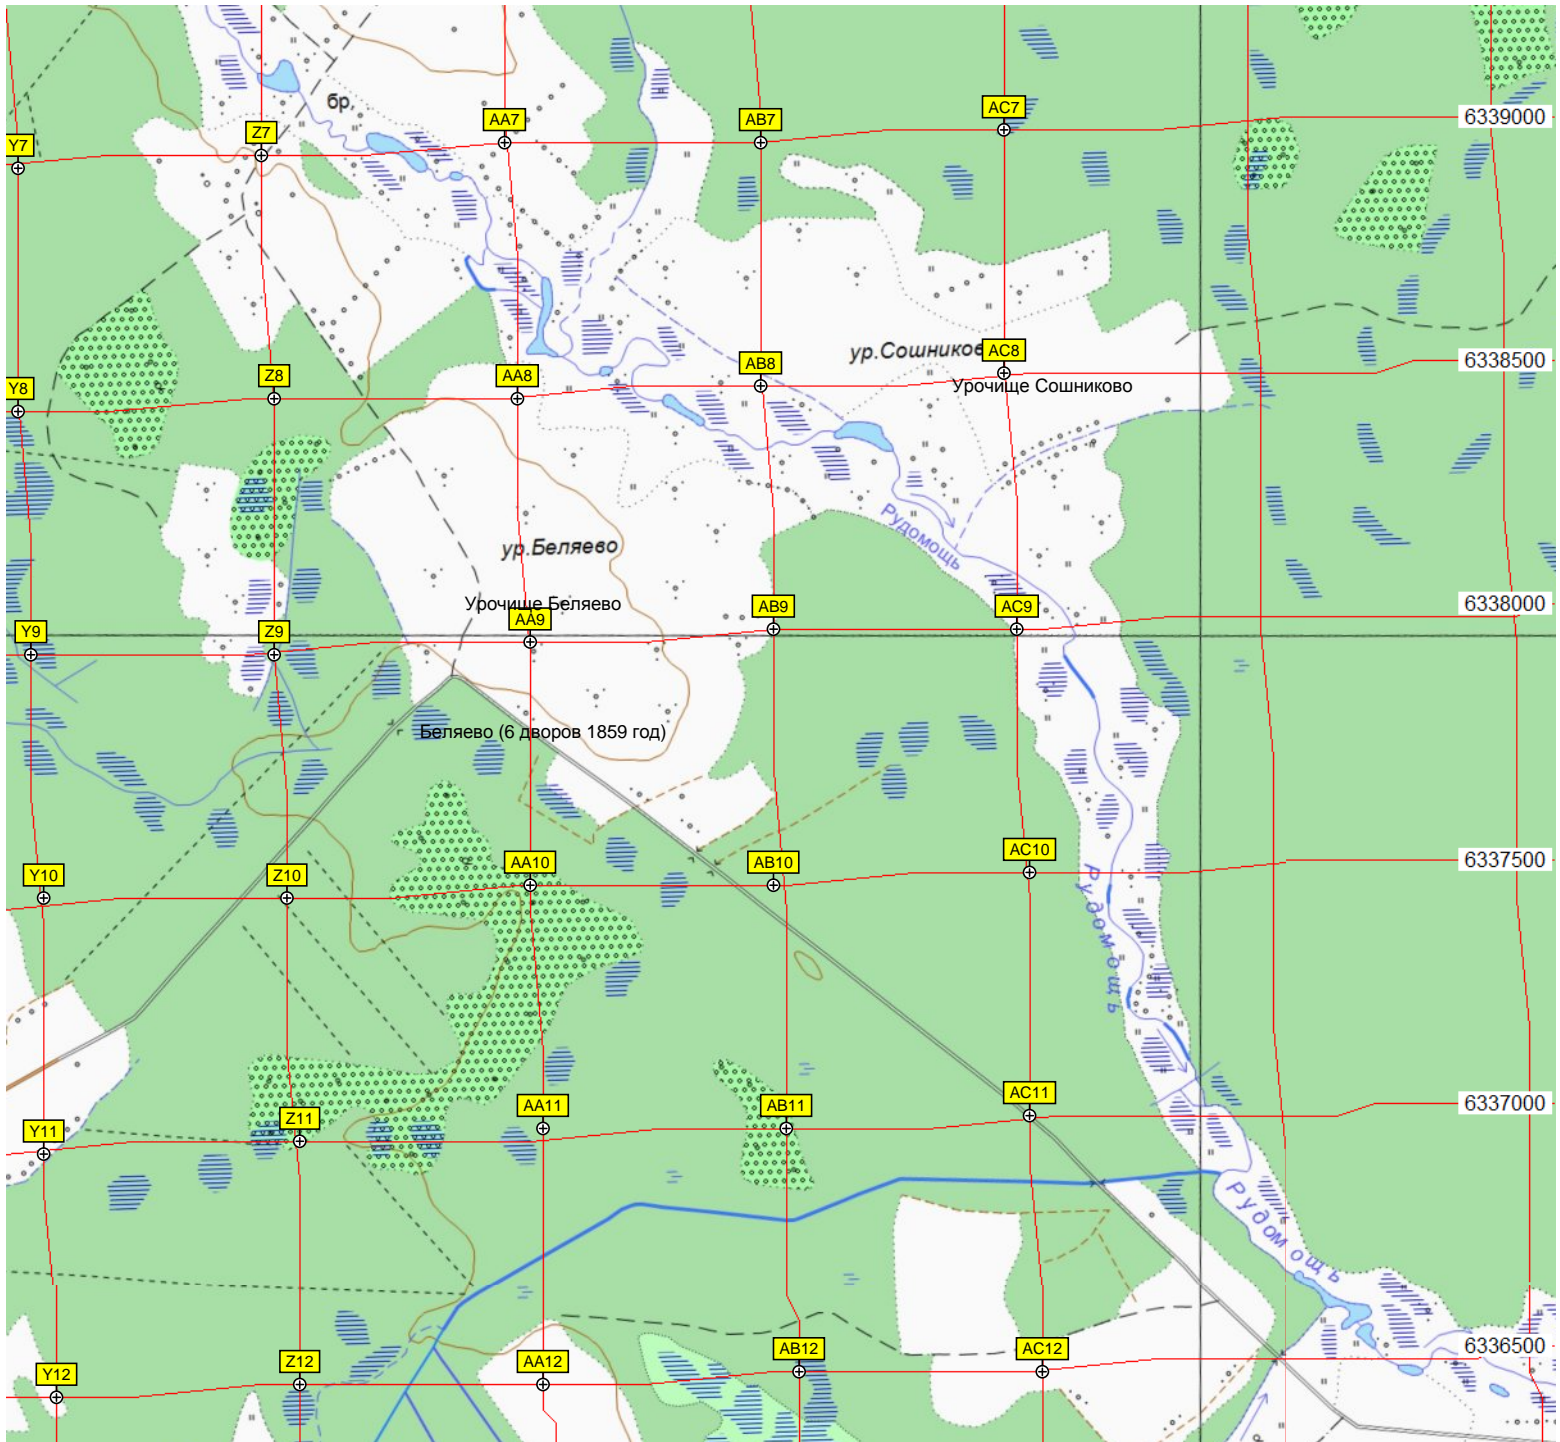 бр.
Y7
Z7
AA7
AB7
AC7
6339000
ур.Сошников
Y8
Z8
AA8
AB8
AC8
6338500
Урочище Сошниково
Рудомощь
ур.Беляево
Урочище Беляево
Y9
Z9
AA9
AB9
AC9
6338000
Беляево (6 дворов 1859 год)
Y10
Z10
AA10
AB10
AC10
6337500
Рудомощь
Y11
Z11
AA11
AB11
AC11
6337000
Рудомощь
Y12
Z12
AA12
AB12
AC12
6336500